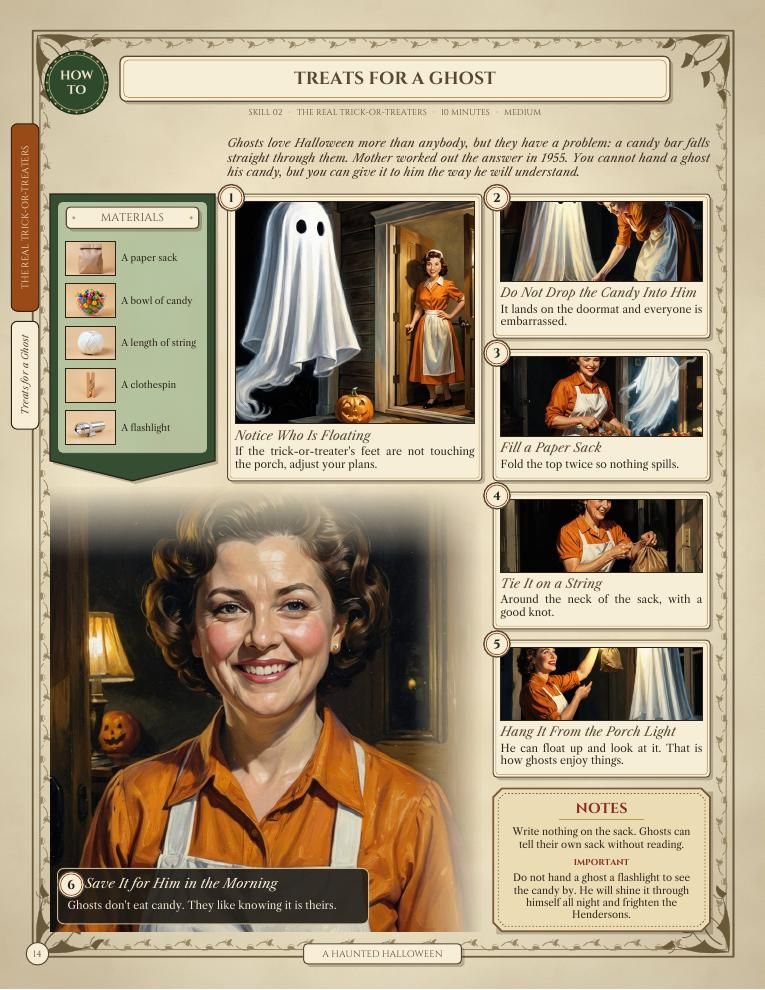 HOW
TO
TREATS FOR A GHOST
SKILL 02 · THE REAL TRICK-OR-TREATERS · 10 MINUTES · MEDIUM
Ghosts love Halloween more than anybody, but they have a problem: a candy bar falls
straight through them. Mother worked out the answer in 1955. You cannot hand a ghost
his candy, but you can give it to him the way he will understand.
THE REAL TRICK-OR-TREATERS
Treats for a Ghost
MATERIALS
A paper sack
A bowl of candy
A length of string
A clothespin
A flashlight
1
Notice Who Is Floating
If the trick-or-treater's feet are not touching
the porch, adjust your plans.
2
Do Not Drop the Candy Into Him
It lands on the doormat and everyone is
embarrassed.
3
Fill a Paper Sack
Fold the top twice so nothing spills.
4
Tie It on a String
Around the neck of the sack, with a
good knot.
5
Hang It From the Porch Light
He can float up and look at it. That is
how ghosts enjoy things.
6 Save It for Him in the Morning
Ghosts don't eat candy. They like knowing it is theirs.
NOTES
Write nothing on the sack. Ghosts can
tell their own sack without reading.
IMPORTANT
Do not hand a ghost a flashlight to see
the candy by. He will shine it through
himself all night and frighten the
Hendersons.
14
A HAUNTED HALLOWEEN